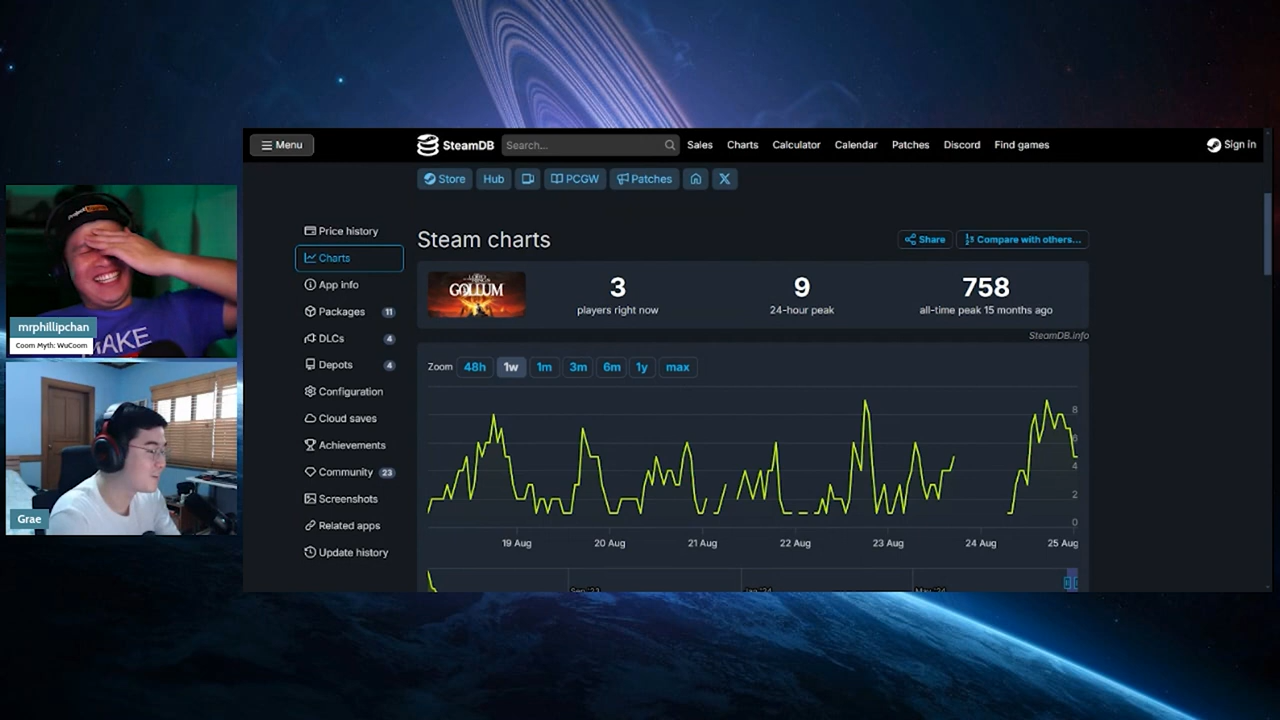 Menu
SteamDB
Search...
Sales
Charts
Calculator
Calendar
Patches
Discord
Find games
Sign in
Store
Hub
PCGW
Patches
Price history
Charts
App info
Packages 11
DLCs 4
Depots 4
Configuration
Cloud saves
Achievements
Community 23
Screenshots
Related apps
Update history
Steam charts
Share
Compare with others...
GOLLUM
3
players right now
9
24-hour peak
758
all-time peak 15 months ago
SteamDB.info
Zoom
48h
1w
1m
3m
6m
1y
max
8
6
4
2
0
19 Aug
20 Aug
21 Aug
22 Aug
23 Aug
24 Aug
25 Aug
MAKE
mrphillipchan
Coom Myth: WuCoom
Grae